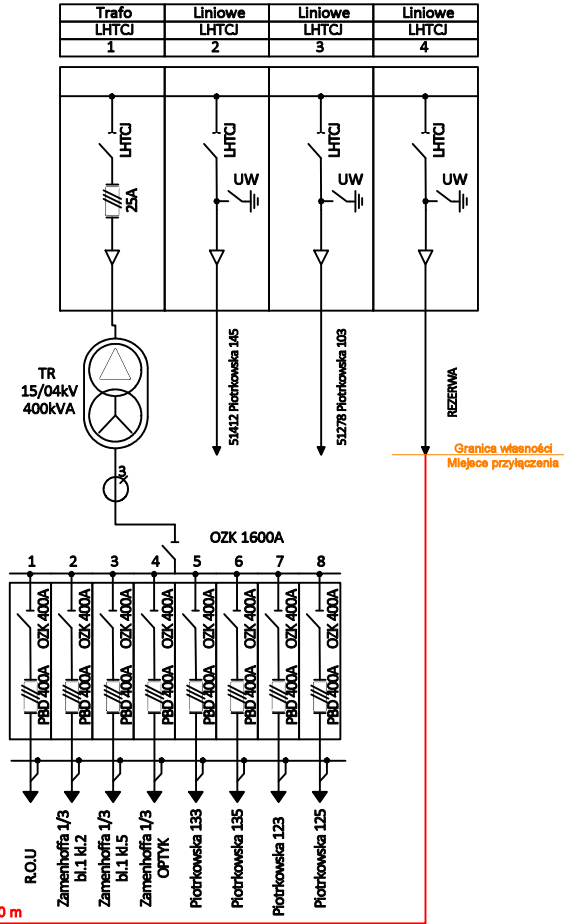 Trafo Liniowe Liniowe Liniowe
LHTCJ LHTCJ LHTCJ LHTCJ
1 2 3 4
LHTCJ
LHTCJ
LHTCJ
LHTCJ
25A
UW
UW
UW
TR
15/04kV
400kVA
51412 Piotrkowska 145
51278 Piotrkowska 103
REZERWA
Granica własności
Miejsce przyłączenia
3
OZK 1600A
1 2 3 4 5 6 7 8
OZK 400A
OZK 400A
OZK 400A
OZK 400A
OZK 400A
OZK 400A
OZK 400A
OZK 400A
PBD 400A
PBD 400A
PBD 400A
PBD 400A
PBD 400A
PBD 400A
PBD 400A
PBD 400A
R.O.U
Zamenhoffa 1/3
bl.1 kl.2
Zamenhoffa 1/3
bl.1 kl.5
Zamenhoffa 1/3
OPTYK
Piotrkowska 133
Piotrkowska 135
Piotrkowska 123
Piotrkowska 125
0 m